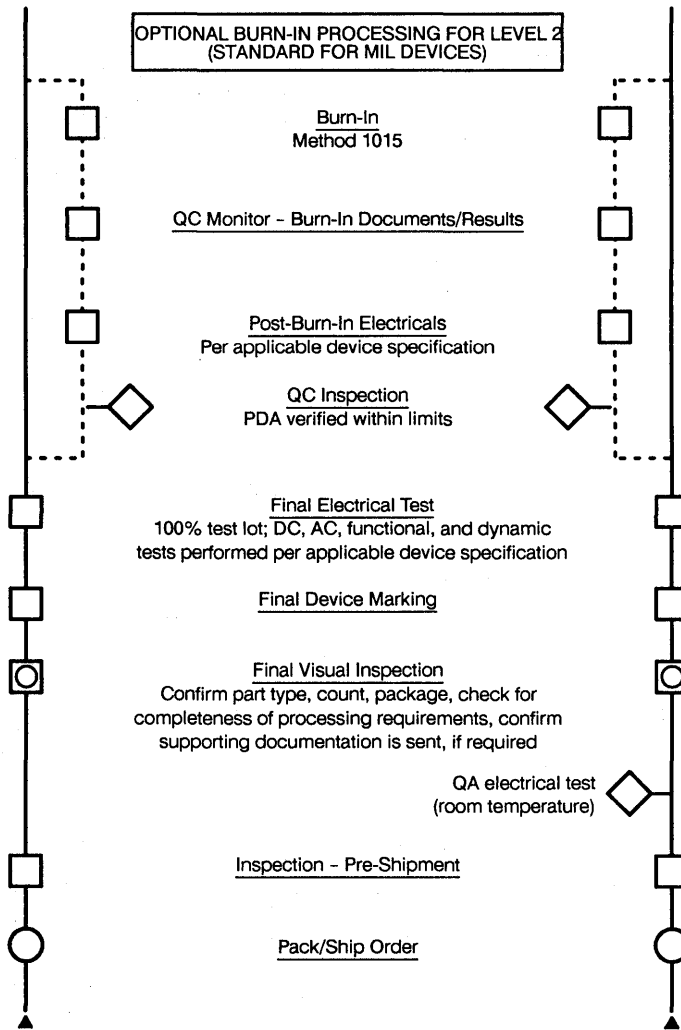 OPTIONAL BURN-IN PROCESSING FOR LEVEL 2
(STANDARD FOR MIL DEVICES)
Burn-In
Method 1015
QC Monitor - Burn-In Documents/Results
Post-Burn-In Electricals
Per applicable device specification
QC Inspection
PDA verified within limits
Final Electrical Test
100% test lot; DC, AC, functional, and dynamic
tests performed per applicable device specification
Final Device Marking
Final Visual Inspection
Confirm part type, count, package, check for
completeness of processing requirements, confirm
supporting documentation is sent, if required
QA electrical test
(room temperature)
Inspection - Pre-Shipment
Pack/Ship Order